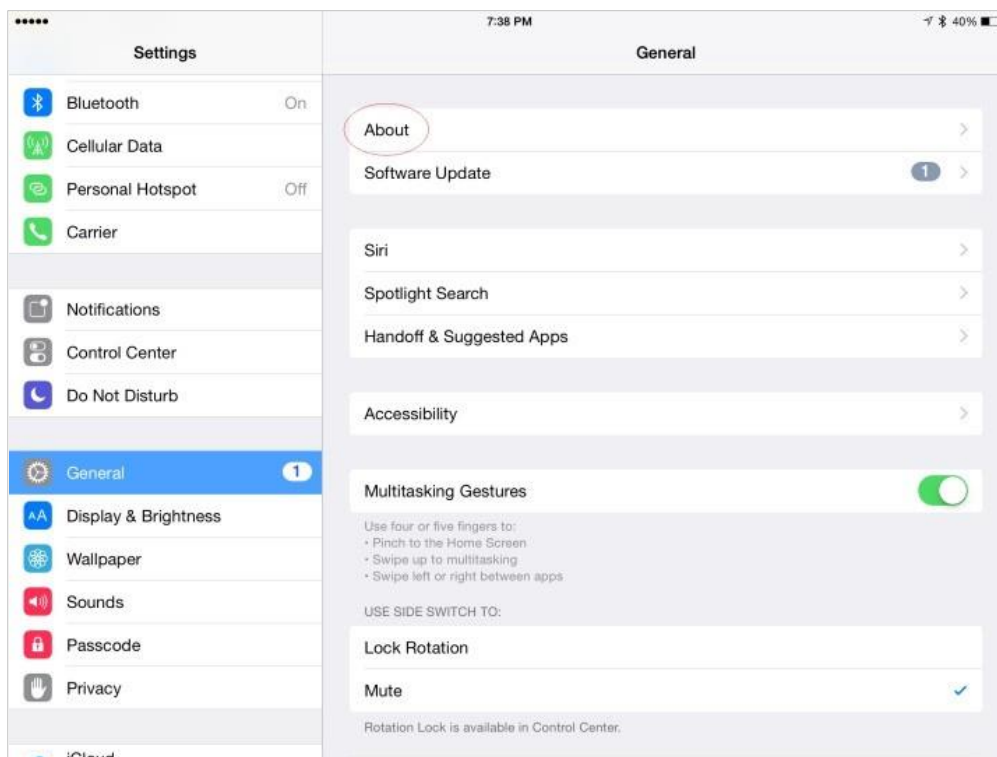 7:38 PM
40%
Settings
General
Bluetooth On
Cellular Data
Personal Hotspot Off
Carrier
Notifications
Control Center
Do Not Disturb
General 1
Display & Brightness
AA
Wallpaper
Sounds
Passcode
Privacy
iCloud
About
Software Update 1
Siri
Spotlight Search
Handoff & Suggested Apps
Accessibility
Multitasking Gestures
Use four or five fingers to:
• Pinch to the Home Screen
• Swipe up to multitasking
• Swipe left or right between apps
USE SIDE SWITCH TO:
Lock Rotation
Mute
Rotation Lock is available in Control Center.